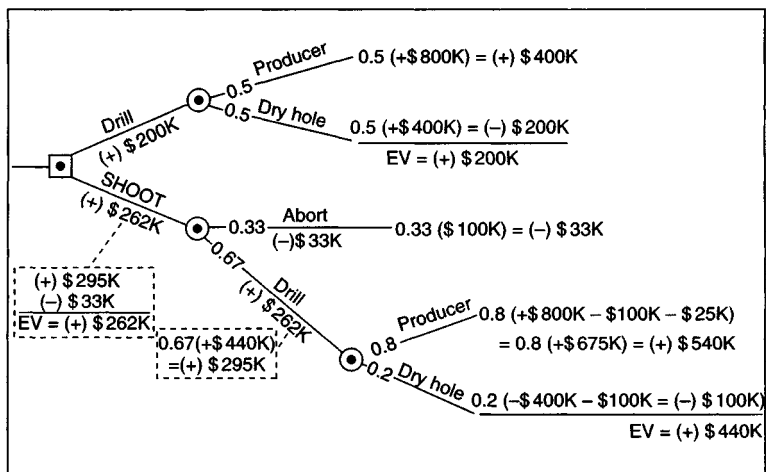 Producer
0.5
0.5 (+$800K) = (+) $400K
Dry hole
0.5
0.5 (+$400K) = (-) $200K
EV = (+) $200K
Drill
(+) $200K
SHOOT
(+) $262K
Abort
0.33
(-)$33K
0.33 ($100K) = (-) $33K
0.67
Drill
(+) $262K
(+) $295K
(-) $33K
EV = (+) $262K
0.67(+$440K)
=(+) $295K
Producer
0.8
0.8 (+$800K - $100K - $25K)
= 0.8 (+$675K) = (+) $540K
Dry hole
0.2
0.2 (-$400K - $100K = (-) $100K)
EV = (+) $440K